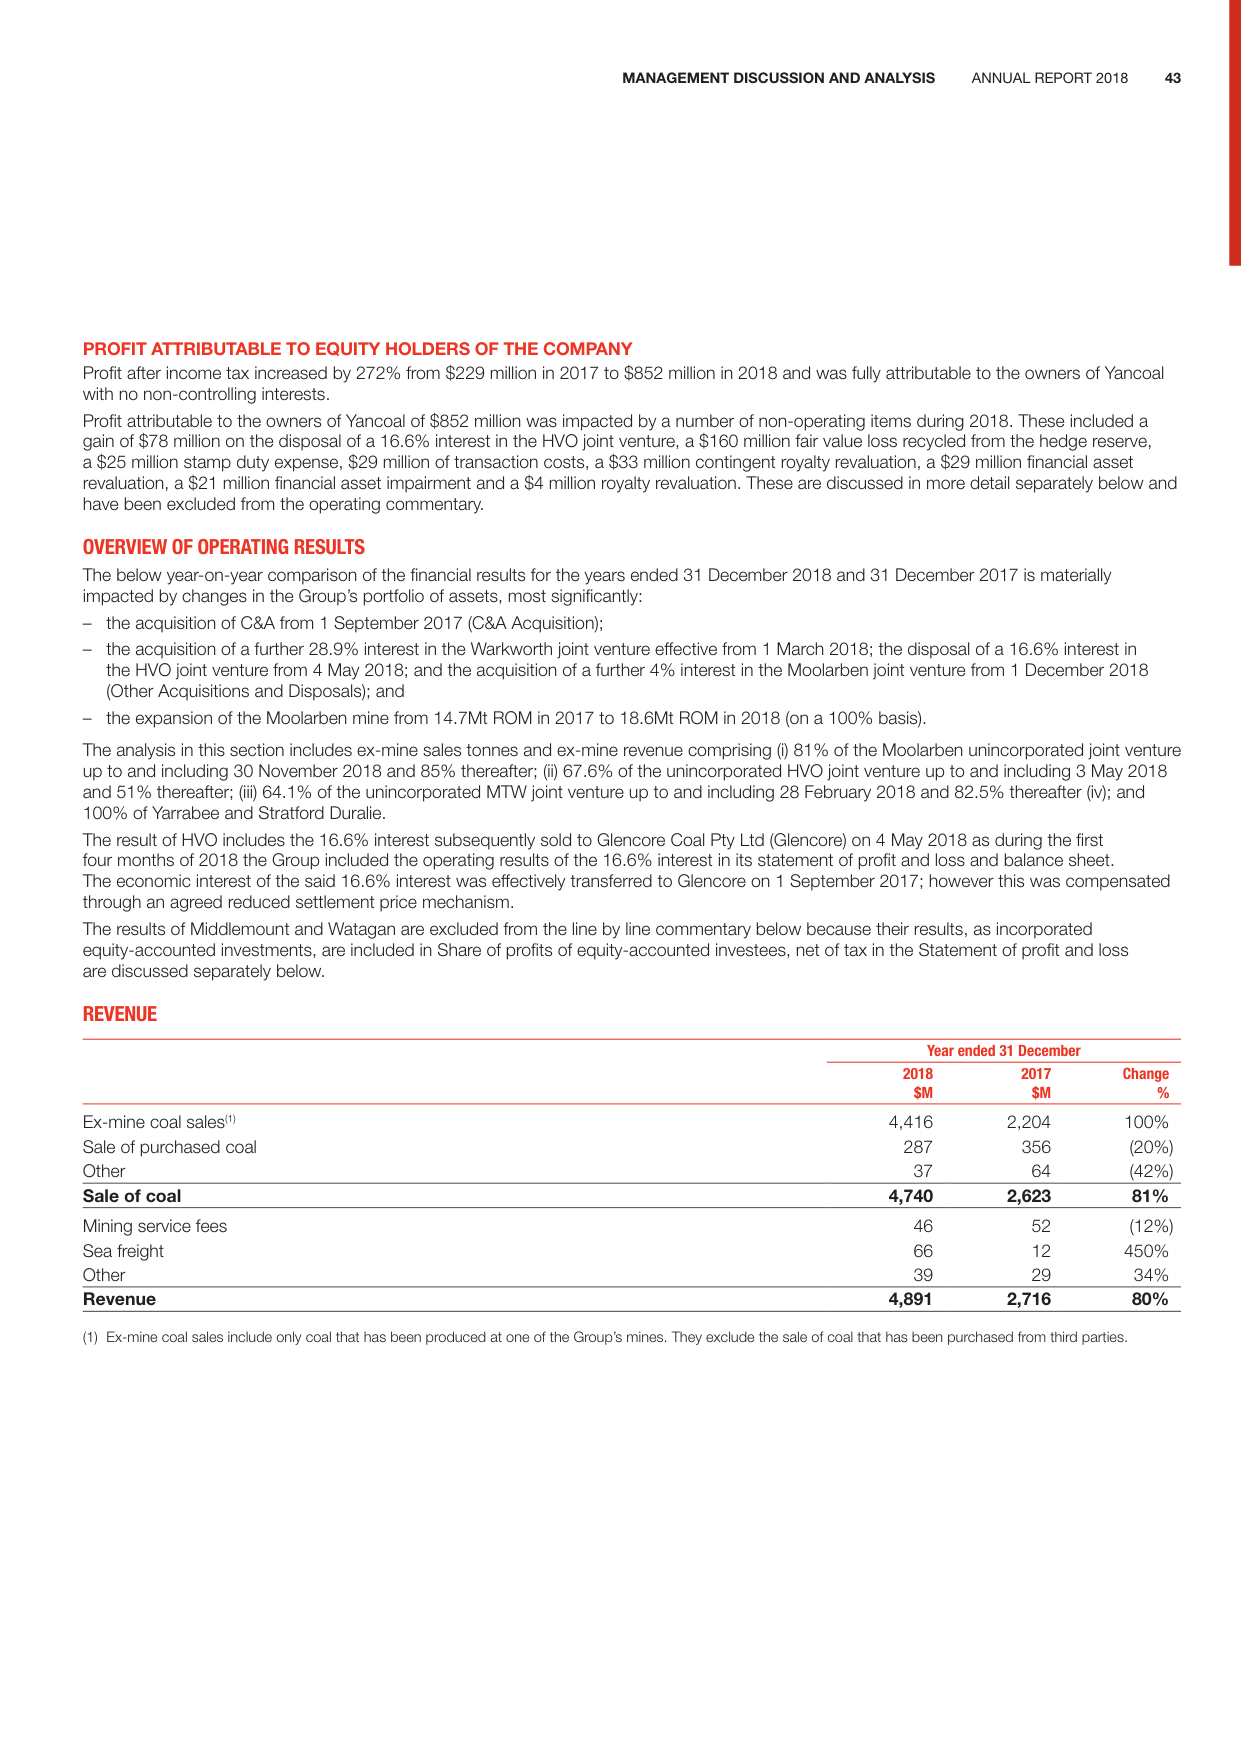 MANAGEMENT DISCUSSION AND ANALYSIS ANNUAL REPORT 2018 43
PROFIT ATTRIBUTABLE TO EQUITY HOLDERS OF THE COMPANY
Profit after income tax increased by 272% from $229 million in 2017 to $852 million in 2018 and was fully attributable to the owners of Yancoal
with no non-controlling interests.
Profit attributable to the owners of Yancoal of $852 million was impacted by a number of non-operating items during 2018. These included a
gain of $78 million on the disposal of a 16.6% interest in the HVO joint venture, a $160 million fair value loss recycled from the hedge reserve,
a $25 million stamp duty expense, $29 million of transaction costs, a $33 million contingent royalty revaluation, a $29 million financial asset
revaluation, a $21 million financial asset impairment and a $4 million royalty revaluation. These are discussed in more detail separately below and
have been excluded from the operating commentary.
OVERVIEW OF OPERATING RESULTS
The below year-on-year comparison of the financial results for the years ended 31 December 2018 and 31 December 2017 is materially
impacted by changes in the Group's portfolio of assets, most significantly:
– the acquisition of C&A from 1 September 2017 (C&A Acquisition);
– the acquisition of a further 28.9% interest in the Warkworth joint venture effective from 1 March 2018; the disposal of a 16.6% interest in
the HVO joint venture from 4 May 2018; and the acquisition of a further 4% interest in the Moolarben joint venture from 1 December 2018
(Other Acquisitions and Disposals); and
– the expansion of the Moolarben mine from 14.7Mt ROM in 2017 to 18.6Mt ROM in 2018 (on a 100% basis).
The analysis in this section includes ex-mine sales tonnes and ex-mine revenue comprising (i) 81% of the Moolarben unincorporated joint venture
up to and including 30 November 2018 and 85% thereafter; (ii) 67.6% of the unincorporated HVO joint venture up to and including 3 May 2018
and 51% thereafter; (iii) 64.1% of the unincorporated MTW joint venture up to and including 28 February 2018 and 82.5% thereafter (iv); and
100% of Yarrabee and Stratford Duralie.
The result of HVO includes the 16.6% interest subsequently sold to Glencore Coal Pty Ltd (Glencore) on 4 May 2018 as during the first
four months of 2018 the Group included the operating results of the 16.6% interest in its statement of profit and loss and balance sheet.
The economic interest of the said 16.6% interest was effectively transferred to Glencore on 1 September 2017; however this was compensated
through an agreed reduced settlement price mechanism.
The results of Middlemount and Watagan are excluded from the line by line commentary below because their results, as incorporated
equity-accounted investments, are included in Share of profits of equity-accounted investees, net of tax in the Statement of profit and loss
are discussed separately below.
REVENUE
Year ended 31 December
2018 2017 Change
$M $M %
Ex-mine coal sales(1) 4,416 2,204 100%
Sale of purchased coal 287 356 (20%)
Other 37 64 (42%)
Sale of coal 4,740 2,623 81%
Mining service fees 46 52 (12%)
Sea freight 66 12 450%
Other 39 29 34%
Revenue 4,891 2,716 80%
(1) Ex-mine coal sales include only coal that has been produced at one of the Group's mines. They exclude the sale of coal that has been purchased from third parties.